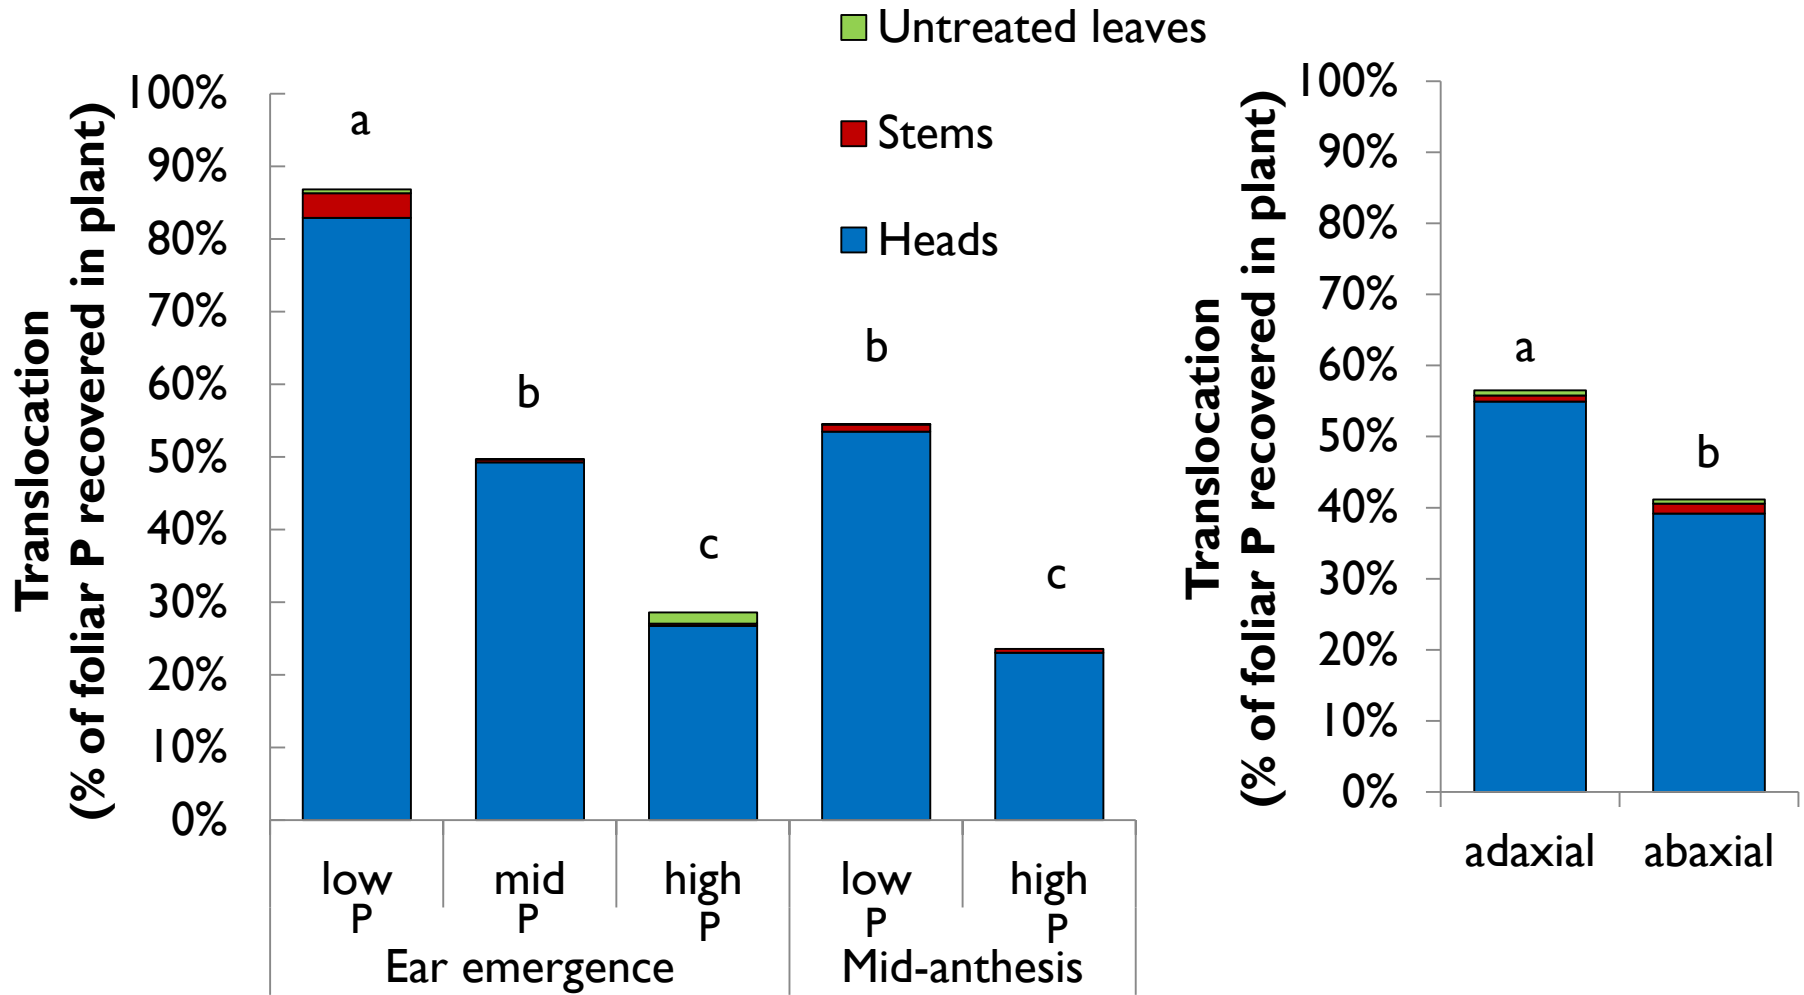 Untreated leaves
Stems
Heads
Translocation
(% of foliar P recovered in plant)
100%
90%
80%
70%
60%
50%
40%
30%
20%
10%
0%
a
b
c
b
c
low P
mid P
high P
low P
high P
Ear emergence
Mid-anthesis
Translocation
(% of foliar P recovered in plant)
100%
90%
80%
70%
60%
50%
40%
30%
20%
10%
0%
a
b
adaxial
abaxial